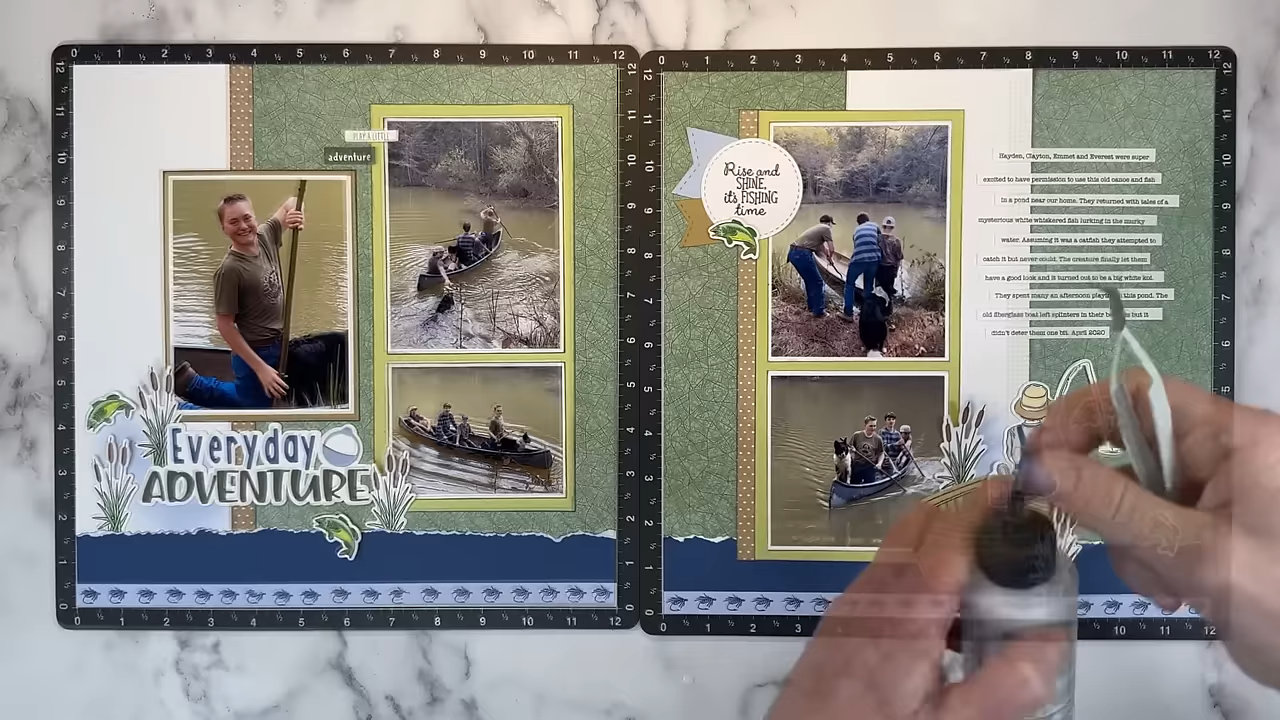 PLAY A LITTLE
adventure
Everyday
ADVENTURE
Rise and
SHINE,
it's FISHING
time
Hayden, Clayton, Emmet and Everest were super
excited to have permission to use this old canoe and fish
in a pond near our home. They returned with tales of a
mysterious white whiskered fish lurking in the murky
water. Assuming it was a catfish they attempted to
catch it but never could. The creature finally let them
have a good look and it turned out to be a big white koi.
They spent many an afternoon this pond. The
old fiberglass boat left splinters in their but it
didn't deter them one bit. April 2020